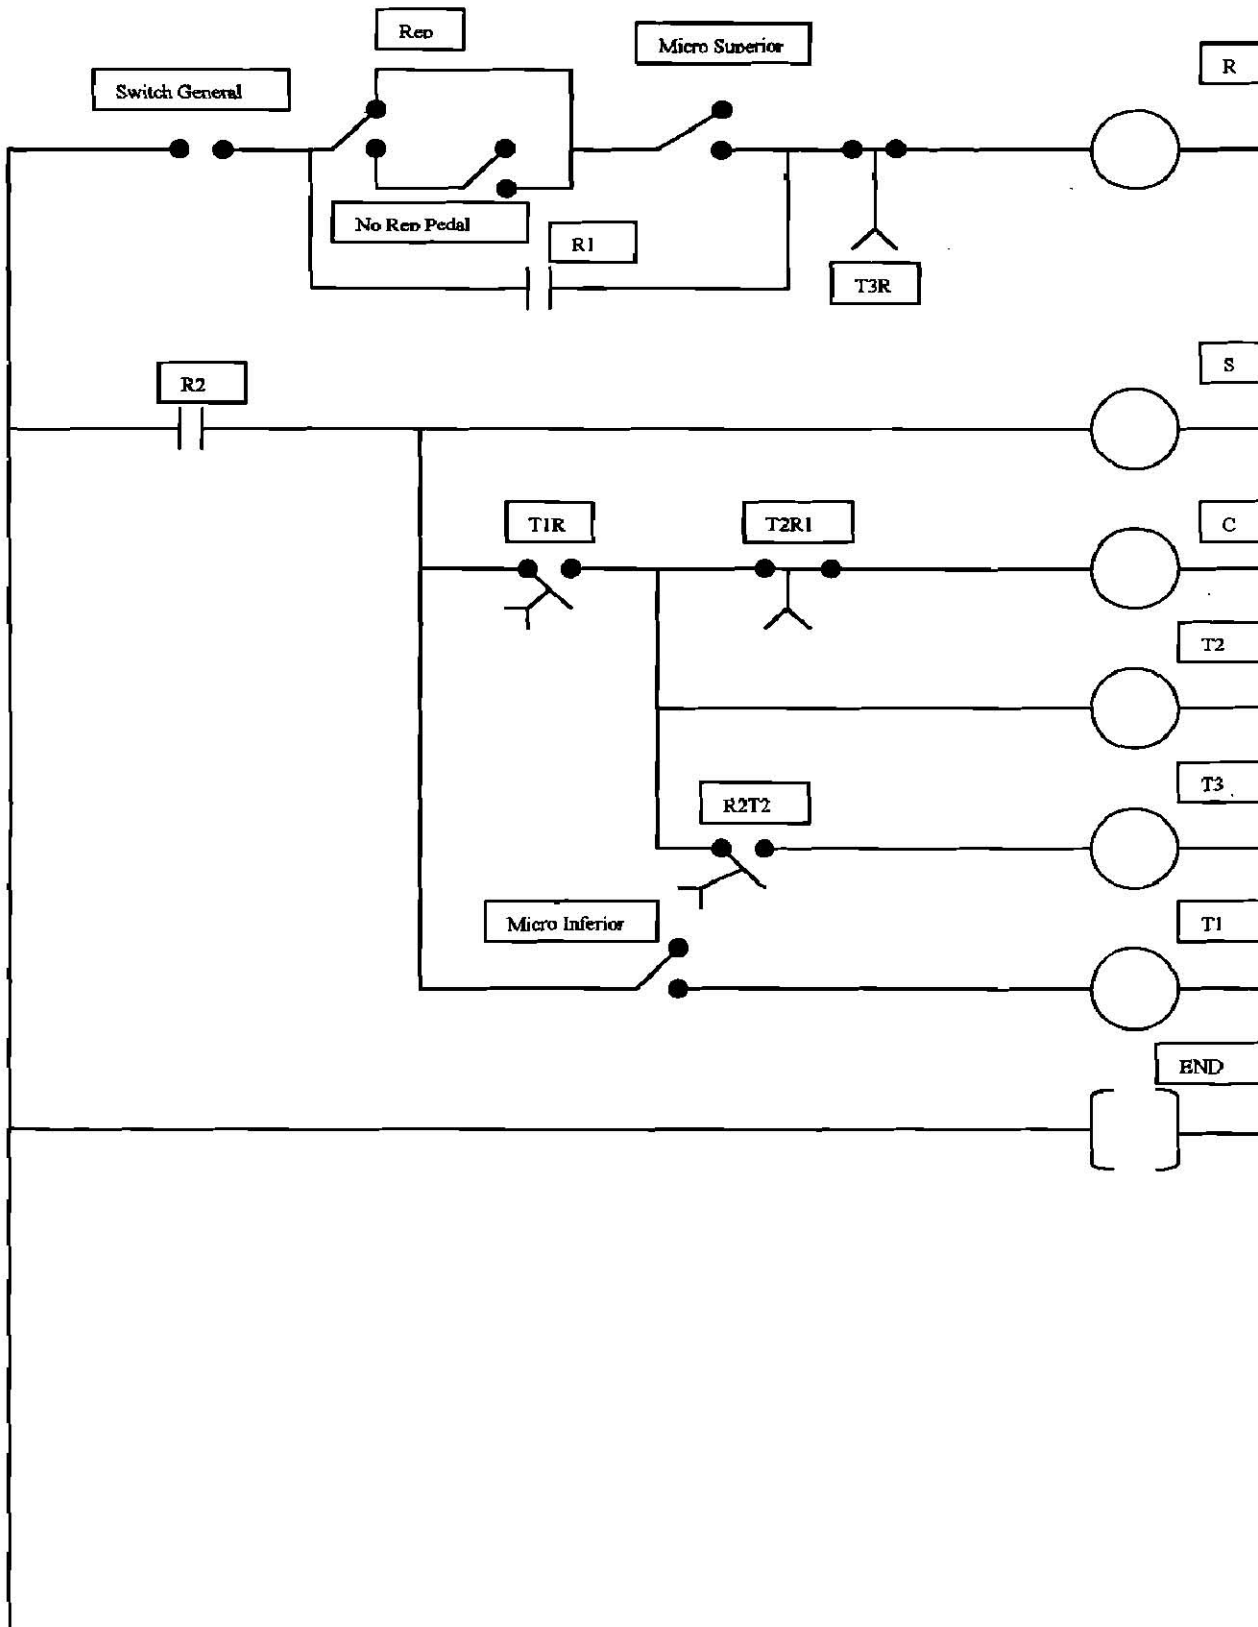 Rep
Micro Superior
R
Switch General
No Rep Pedal
R1
T3R
S
R2
T1R
T2R1
C
T2
T3
R2T2
Micro Inferior
T1
END